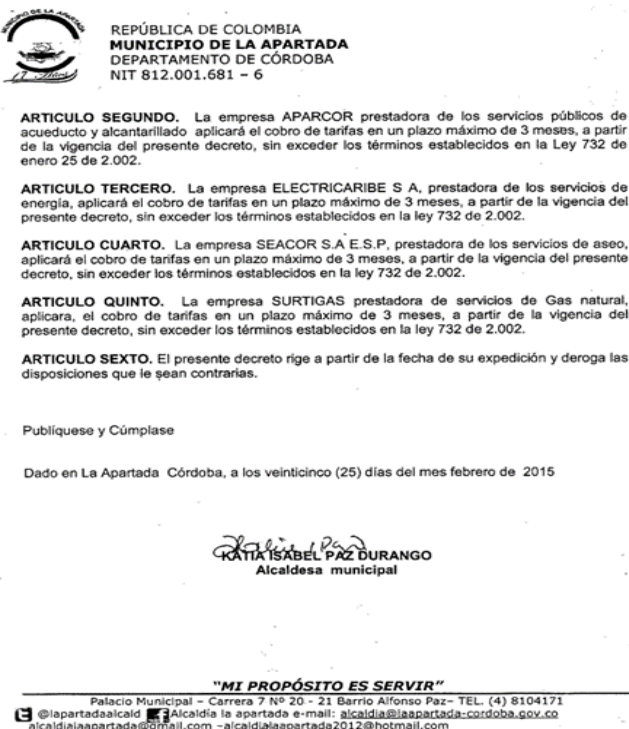 MUNICIPIO DE LA APARTADA
REPÚBLICA DE COLOMBIA
MUNICIPIO DE LA APARTADA
DEPARTAMENTO DE CÓRDOBA
NIT 812.001.681 – 6
ARTICULO SEGUNDO. La empresa APARCOR prestadora de los servicios públicos de
acueducto y alcantarillado aplicará el cobro de tarifas en un plazo máximo de 3 meses, a partir
de la vigencia del presente decreto, sin exceder los términos establecidos en la Ley 732 de
enero 25 de 2.002.
ARTICULO TERCERO. La empresa ELECTRICARIBE S A, prestadora de los servicios de
energía, aplicará el cobro de tarifas en un plazo máximo de 3 meses, a partir de la vigencia del
presente decreto, sin exceder los términos establecidos en la ley 732 de 2.002.
ARTICULO CUARTO. La empresa SEACOR S.A E.S.P, prestadora de los servicios de aseo,
aplicará el cobro de tarifas en un plazo máximo de 3 meses, a partir de la vigencia del presente
decreto, sin exceder los términos establecidos en la ley 732 de 2.002.
ARTICULO QUINTO. La empresa SURTIGAS prestadora de servicios de Gas natural,
aplicara, el cobro de tarifas en un plazo máximo de 3 meses, a partir de la vigencia del
presente decreto, sin exceder los términos establecidos en la ley 732 de 2.002.
ARTICULO SEXTO. El presente decreto rige a partir de la fecha de su expedición y deroga las
disposiciones que le sean contrarias.
Publíquese y Cúmplase
Dado en La Apartada Córdoba, a los veinticinco (25) días del mes febrero de 2015
KATIA ISABEL PAZ DURANGO
Alcaldesa municipal
"MI PROPÓSITO ES SERVIR"
Palacio Municipal – Carrera 7 Nº 20 - 21 Barrio Alfonso Paz– TEL. (4) 8104171
@lapartadaalcald Alcaldía la apartada e-mail: alcaldia@laapartada-cordoba.gov.co
alcaldialaapartada@gmail.com –alcaldialaapartada2012@hotmail.com